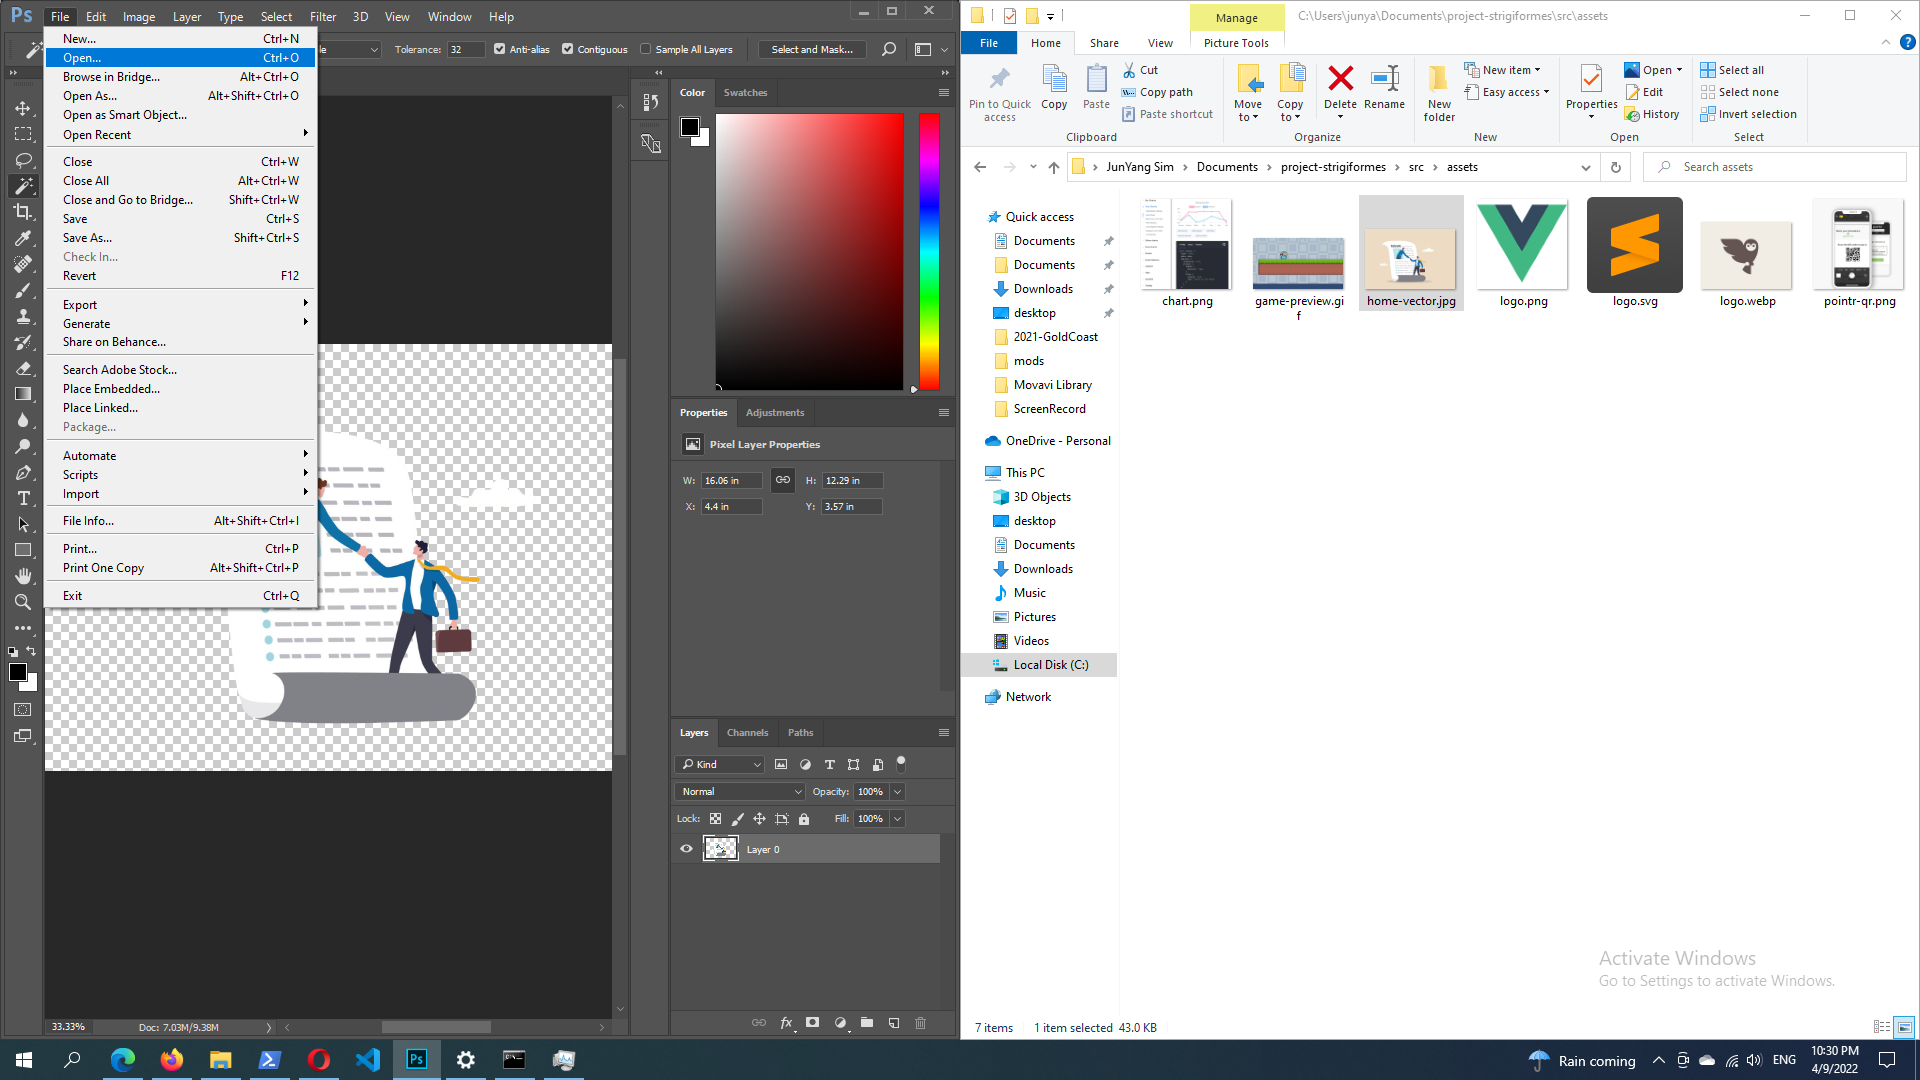 Ps
File Edit Image Layer Type Select Filter 3D View Window Help
Tolerance: 32 Anti-alias Contiguous Sample All Layers Select and Mask...
New... Ctrl+N
Open... Ctrl+O
Browse in Bridge... Alt+Ctrl+O
Open As... Alt+Shift+Ctrl+O
Open as Smart Object...
Open Recent
Close Ctrl+W
Close All Alt+Ctrl+W
Close and Go to Bridge... Shift+Ctrl+W
Save Ctrl+S
Save As... Shift+Ctrl+S
Check In...
Revert F12
Export
Generate
Share on Behance...
Search Adobe Stock...
Place Embedded...
Place Linked...
Package...
Automate
Scripts
Import
File Info... Alt+Shift+Ctrl+I
Print... Ctrl+P
Print One Copy Alt+Shift+Ctrl+P
Exit Ctrl+Q
33.33% Doc: 7.03M/9.38M
Color Swatches
Properties Adjustments
Pixel Layer Properties
W: 16.06 in H: 12.29 in
X: 4.4 in Y: 3.57 in
Layers Channels Paths
Kind
Normal Opacity: 100%
Lock: Fill: 100%
Layer 0
fx
Manage C:\Users\junya\Documents\project-strigiformes\src\assets
File Home Share View Picture Tools
Pin to Quick access
Copy
Paste
Cut
Copy path
Paste shortcut
Clipboard
Move to
Copy to
Delete
Rename
Organize
New folder
New item
Easy access
New
Properties
Open
Edit
History
Open
Select all
Select none
Invert selection
Select
JunYang Sim Documents project-strigiformes src assets
Search assets
Quick access
Documents
Documents
Downloads
desktop
2021-GoldCoast
mods
Movavi Library
ScreenRecord
OneDrive - Personal
This PC
3D Objects
desktop
Documents
Downloads
Music
Pictures
Videos
Local Disk (C:)
Network
chart.png
game-preview.gi
f
home-vector.jpg
logo.png
logo.svg
logo.webp
pointr-qr.png
Activate Windows
Go to Settings to activate Windows.
7 items 1 item selected 43.0 KB
Ps
Rain coming
ENG
10:30 PM
4/9/2022